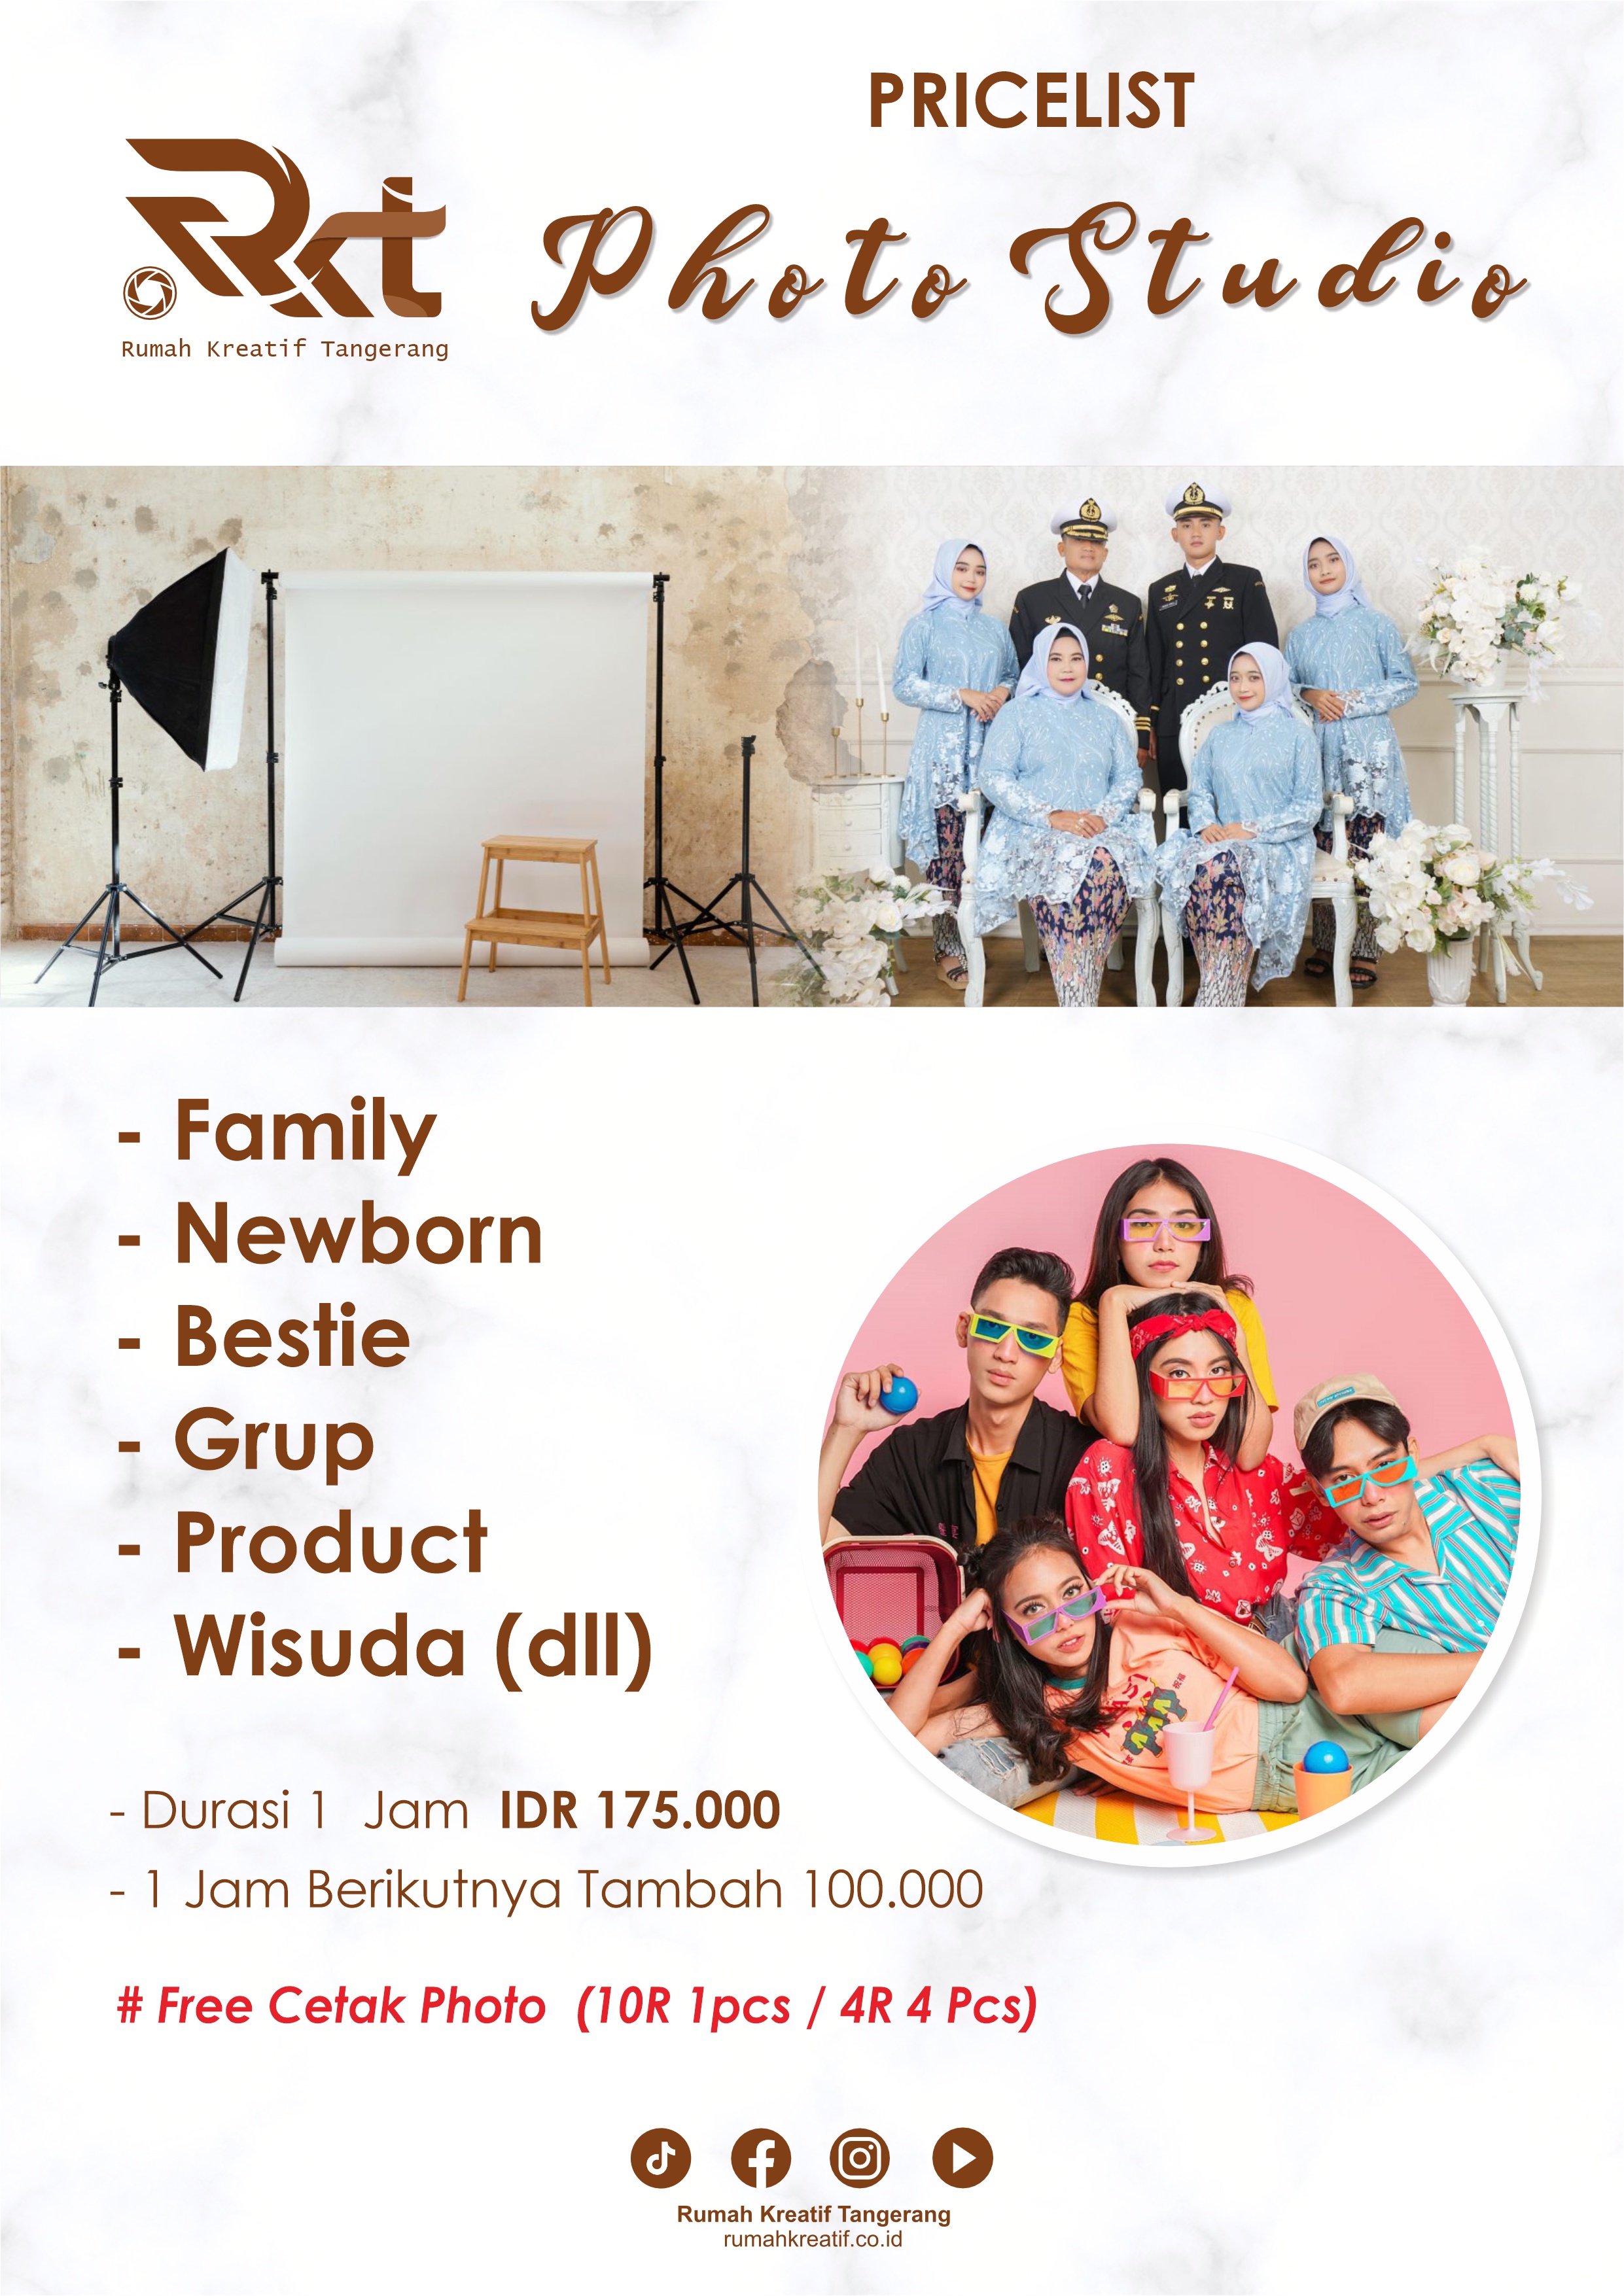 PRICELIST
Rkt
Rumah Kreatif Tangerang
Photo Studio
- Family
- Newborn
- Bestie
- Grup
- Product
- Wisuda (dll)
- Durasi 1 Jam IDR 175.000
- 1 Jam Berikutnya Tambah 100.000
# Free Cetak Photo (10R 1pcs / 4R 4 Pcs)
Rumah Kreatif Tangerang
rumahkreatif.co.id